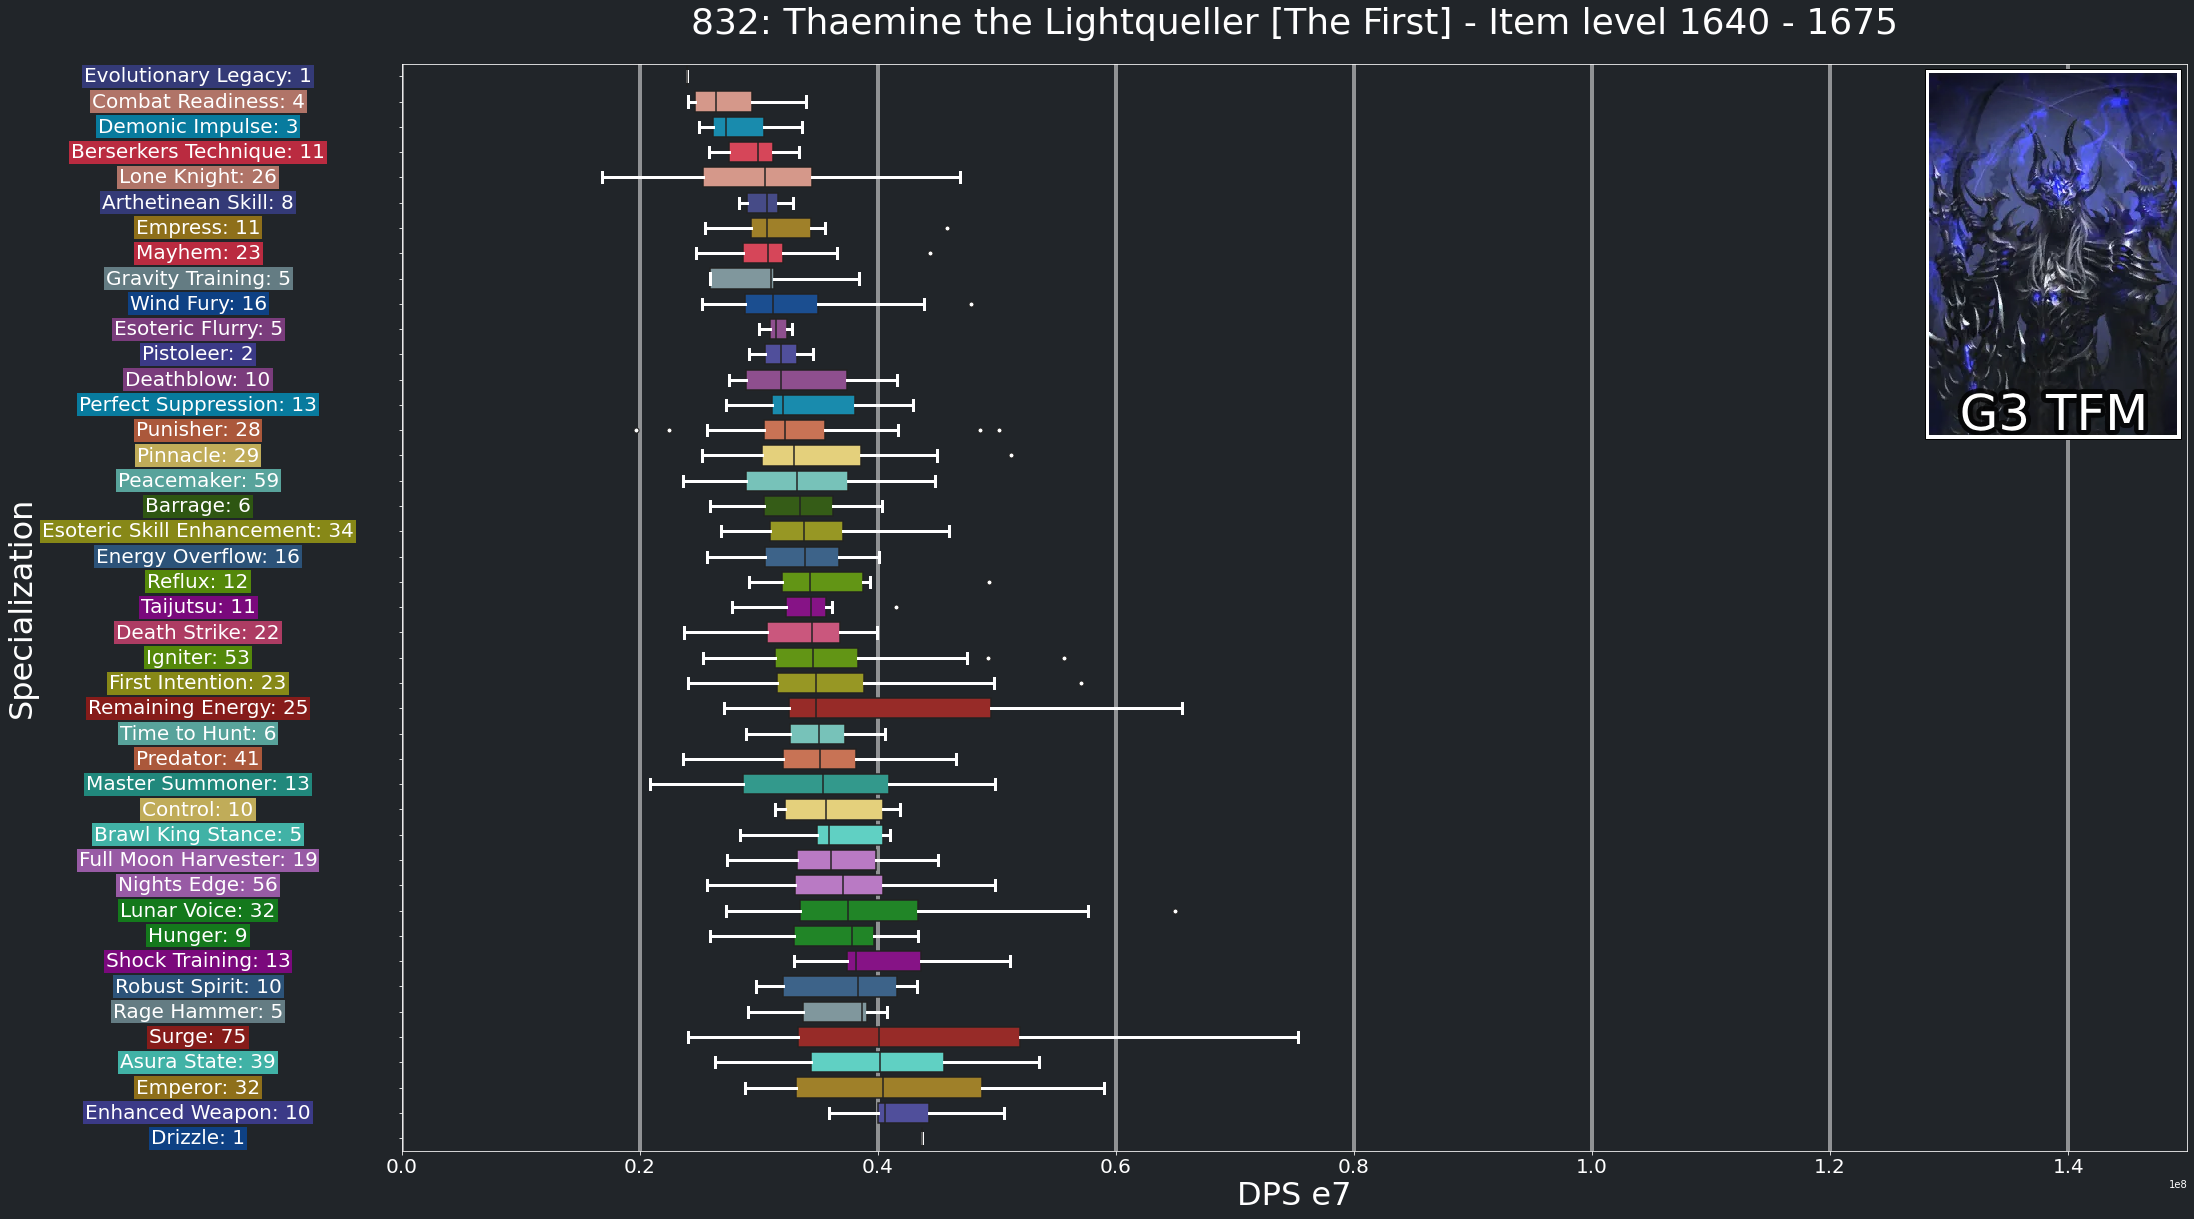 832: Thaemine the Lightqueller [The First] - Item level 1640 - 1675
Specialization
Evolutionary Legacy: 1
Combat Readiness: 4
Demonic Impulse: 3
Berserkers Technique: 11
Lone Knight: 26
Arthetinean Skill: 8
Empress: 11
Mayhem: 23
Gravity Training: 5
Wind Fury: 16
Esoteric Flurry: 5
Pistoleer: 2
Deathblow: 10
Perfect Suppression: 13
Punisher: 28
Pinnacle: 29
Peacemaker: 59
Barrage: 6
Esoteric Skill Enhancement: 34
Energy Overflow: 16
Reflux: 12
Taijutsu: 11
Death Strike: 22
Igniter: 53
First Intention: 23
Remaining Energy: 25
Time to Hunt: 6
Predator: 41
Master Summoner: 13
Control: 10
Brawl King Stance: 5
Full Moon Harvester: 19
Nights Edge: 56
Lunar Voice: 32
Hunger: 9
Shock Training: 13
Robust Spirit: 10
Rage Hammer: 5
Surge: 75
Asura State: 39
Emperor: 32
Enhanced Weapon: 10
Drizzle: 1
G3 TFM
0.0 0.2 0.4 0.6 0.8 1.0 1.2 1.4
1e8
DPS e7